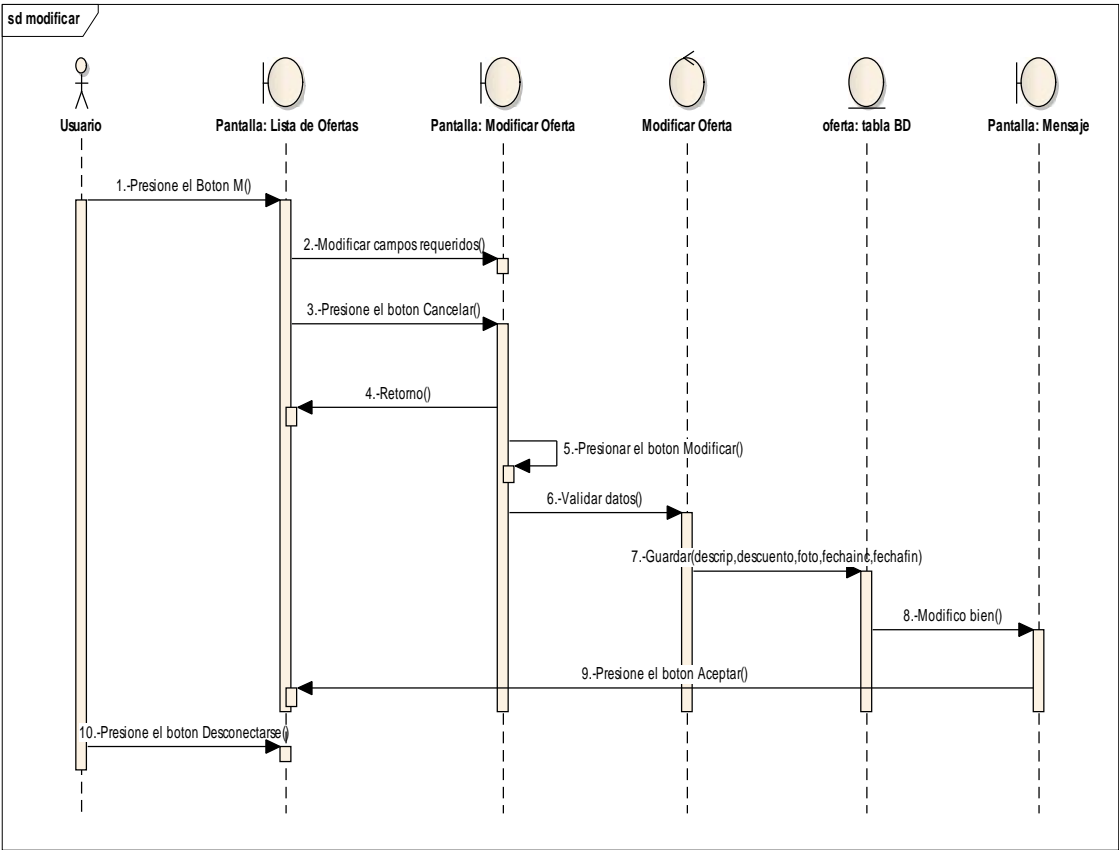 sd modificar
Usuario
Pantalla: Lista de Ofertas
Pantalla: Modificar Oferta
Modificar Oferta
oferta: tabla BD
Pantalla: Mensaje
1.-Presione el Boton M()
2.-Modificar campos requeridos()
3.-Presione el boton Cancelar()
4.-Retorno()
5.-Presionar el boton Modificar()
6.-Validar datos()
7.-Guardar(descrip,descuento,foto,fechainc,fechafin)
8.-Modifico bien()
9.-Presione el boton Aceptar()
10.-Presione el boton Desconectarse()